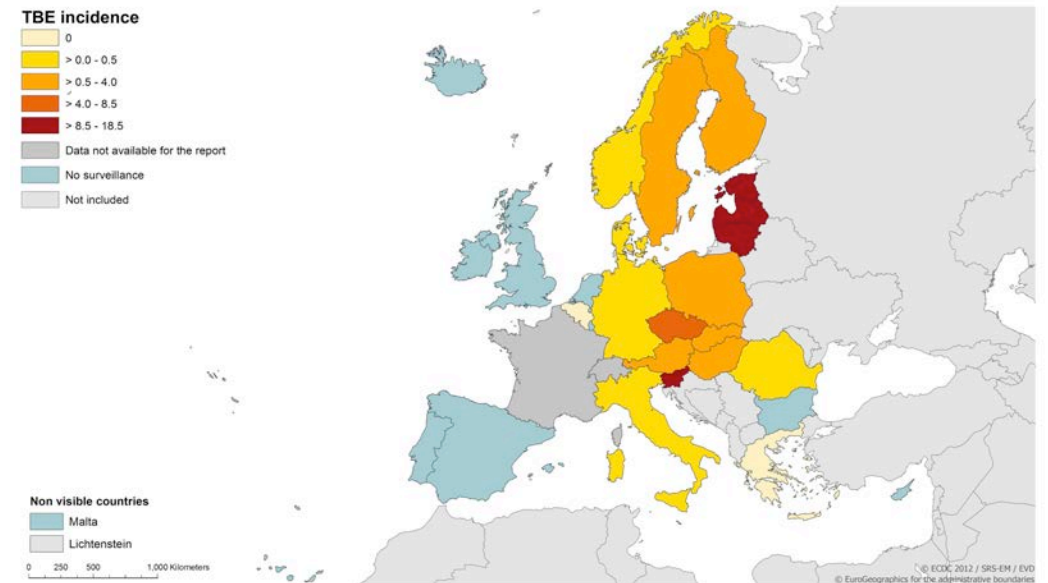 TBE incidence
0
> 0.0 - 0.5
> 0.5 - 4.0
> 4.0 - 8.5
> 8.5 - 18.5
Data not available for the report
No surveillance
Not included
Non visible countries
Malta
Lichtenstein
0 250 500 1,000 Kilometers
© ECDC 2012 / SRS-EM / EVD
© EuroGeographics for the administrative boundaries